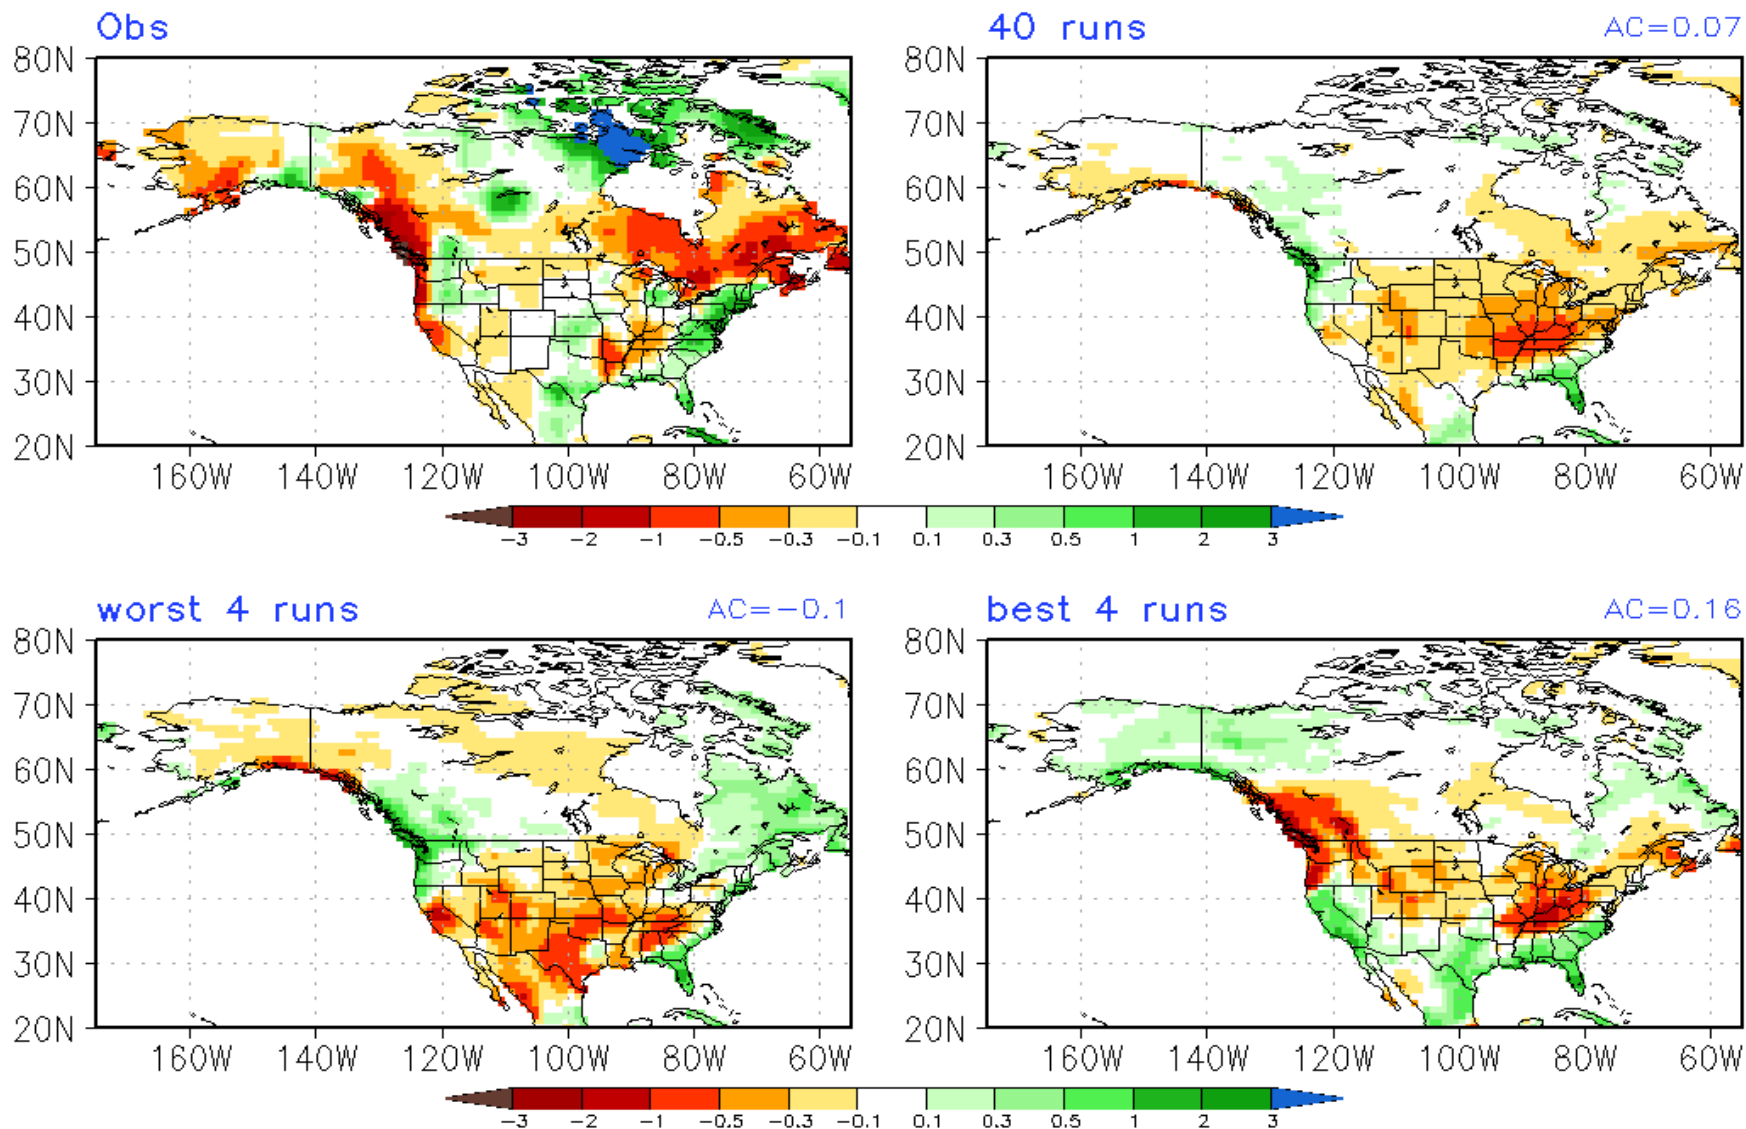 Obs
40 runs AC=0.07
80N 80N
70N 70N
60N 60N
50N 50N
40N 40N
30N 30N
20N 20N
160W 140W 120W 100W 80W 60W 160W 140W 120W 100W 80W 60W
-3 -2 -1 -0.5 -0.3 -0.1 0.1 0.3 0.5 1 2 3
worst 4 runs AC=-0.1
best 4 runs AC=0.16
80N 80N
70N 70N
60N 60N
50N 50N
40N 40N
30N 30N
20N 20N
160W 140W 120W 100W 80W 60W 160W 140W 120W 100W 80W 60W
-3 -2 -1 -0.5 -0.3 -0.1 0.1 0.3 0.5 1 2 3